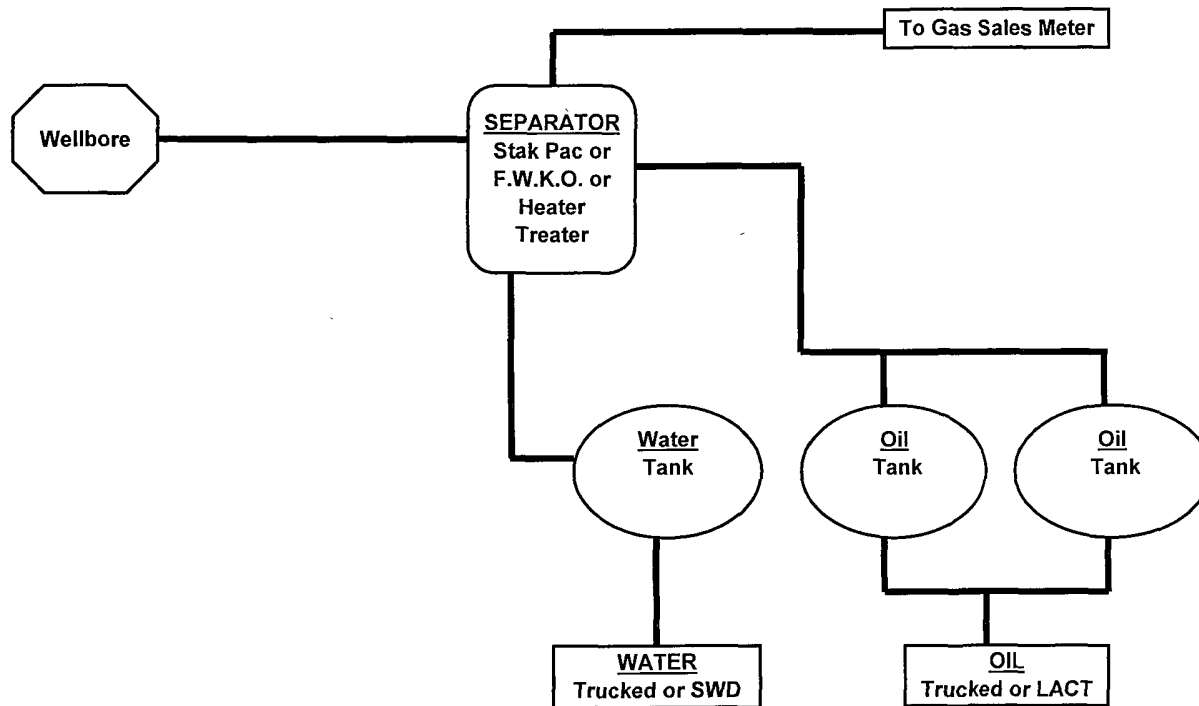 To Gas Sales Meter
Wellbore
SEPARATOR
Stak Pac or
F.W.K.O. or
Heater
Treater
Water
Tank
Oil
Tank
Oil
Tank
WATER
Trucked or SWD
OIL
Trucked or LACT